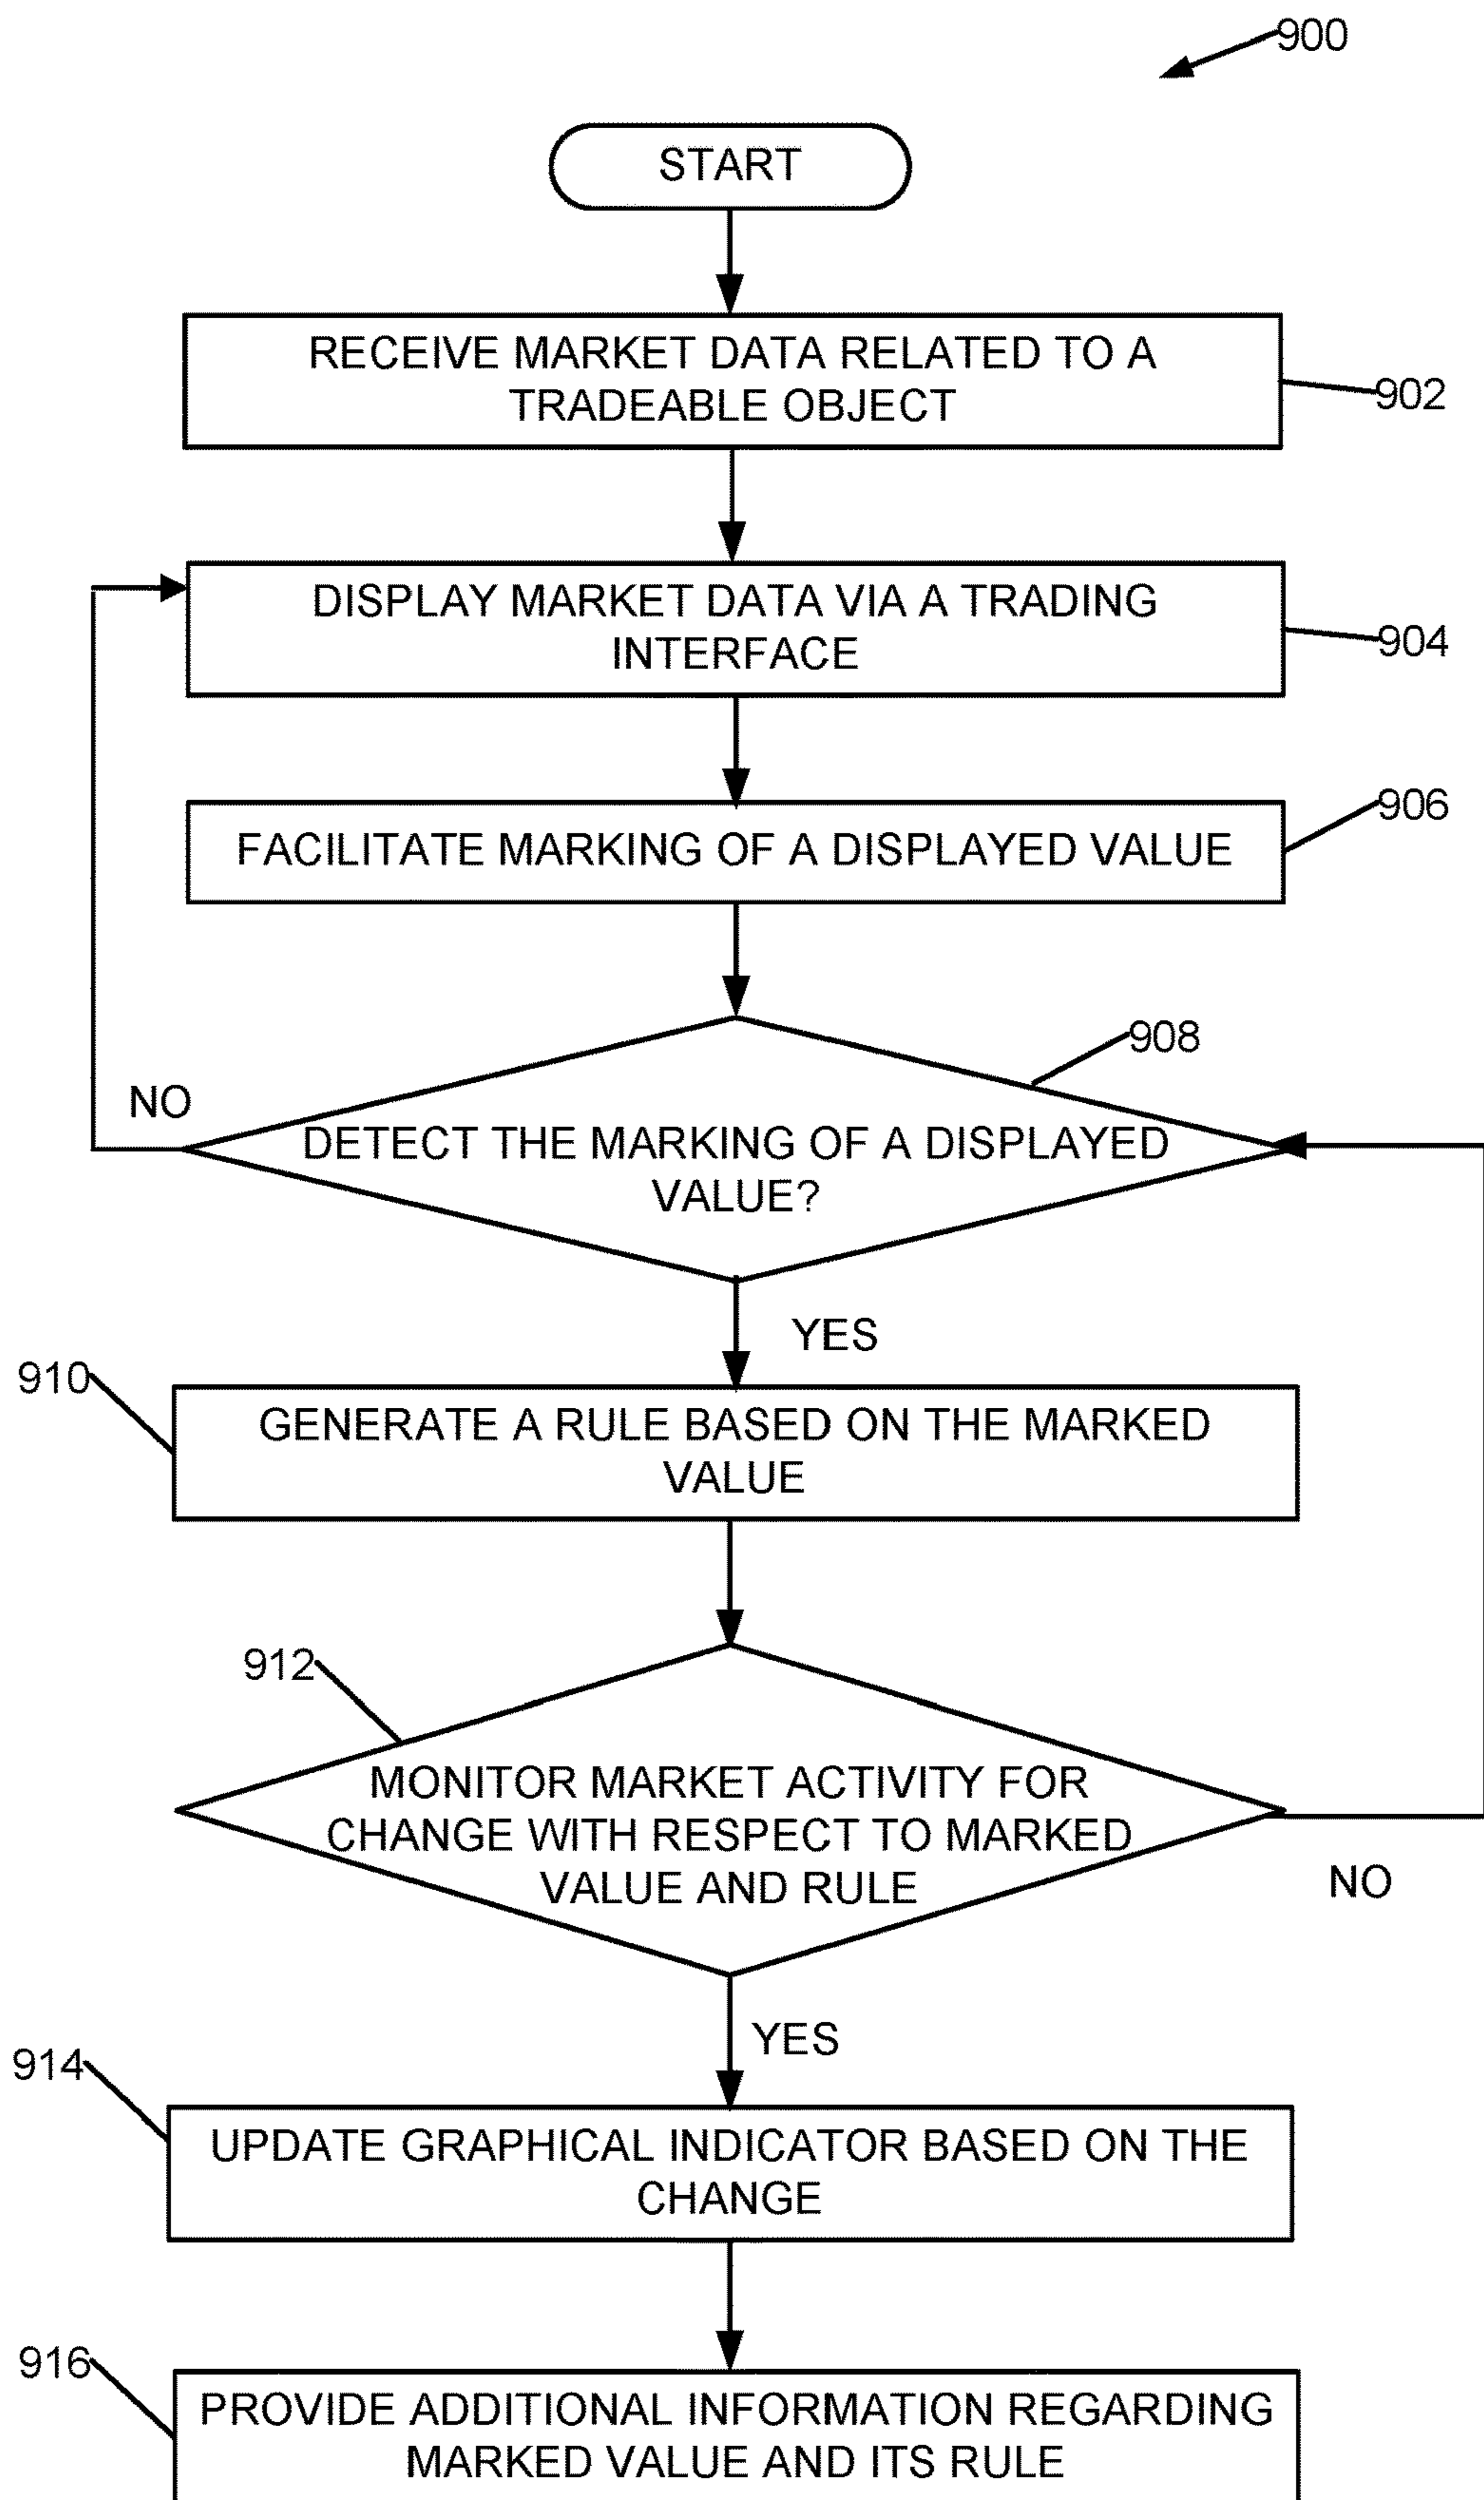 900
START
RECEIVE MARKET DATA RELATED TO A
TRADEABLE OBJECT
902
DISPLAY MARKET DATA VIA A TRADING
INTERFACE
904
906
FACILITATE MARKING OF A DISPLAYED VALUE
908
NO
DETECT THE MARKING OF A DISPLAYED
VALUE?
YES
910
GENERATE A RULE BASED ON THE MARKED
VALUE
912
MONITOR MARKET ACTIVITY FOR
CHANGE WITH RESPECT TO MARKED
VALUE AND RULE
NO
YES
914
UPDATE GRAPHICAL INDICATOR BASED ON THE
CHANGE
916
PROVIDE ADDITIONAL INFORMATION REGARDING
MARKED VALUE AND ITS RULE